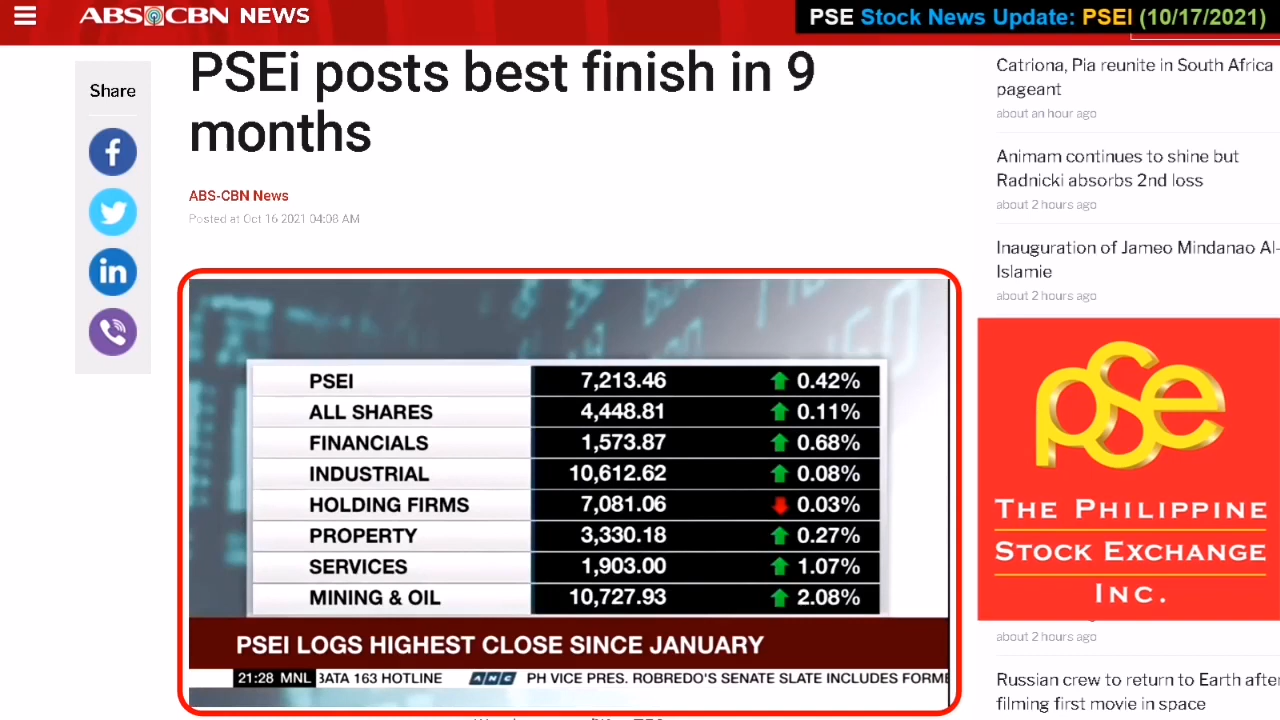 ABS-CBN NEWS
PSE Stock News Update: PSEI (10/17/2021)
PSEi posts best finish in 9
months
Share
ABS-CBN News
Posted at Oct 16 2021 04:08 AM
PSEI 7,213.46 0.42%
ALL SHARES 4,448.81 0.11%
FINANCIALS 1,573.87 0.68%
INDUSTRIAL 10,612.62 0.08%
HOLDING FIRMS 7,081.06 0.03%
PROPERTY 3,330.18 0.27%
SERVICES 1,903.00 1.07%
MINING & OIL 10,727.93 2.08%
PSEI LOGS HIGHEST CLOSE SINCE JANUARY
21:28 MNL BATA 163 HOTLINE ANC PH VICE PRES. ROBREDO'S SENATE SLATE INCLUDES FORME
Catriona, Pia reunite in South Africa
pageant
about an hour ago
Animam continues to shine but
Radnicki absorbs 2nd loss
about 2 hours ago
Inauguration of Jameo Mindanao Al-
Islamie
about 2 hours ago
pse
THE PHILIPPINE
STOCK EXCHANGE
INC.
about 2 hours ago
Russian crew to return to Earth after
filming first movie in space